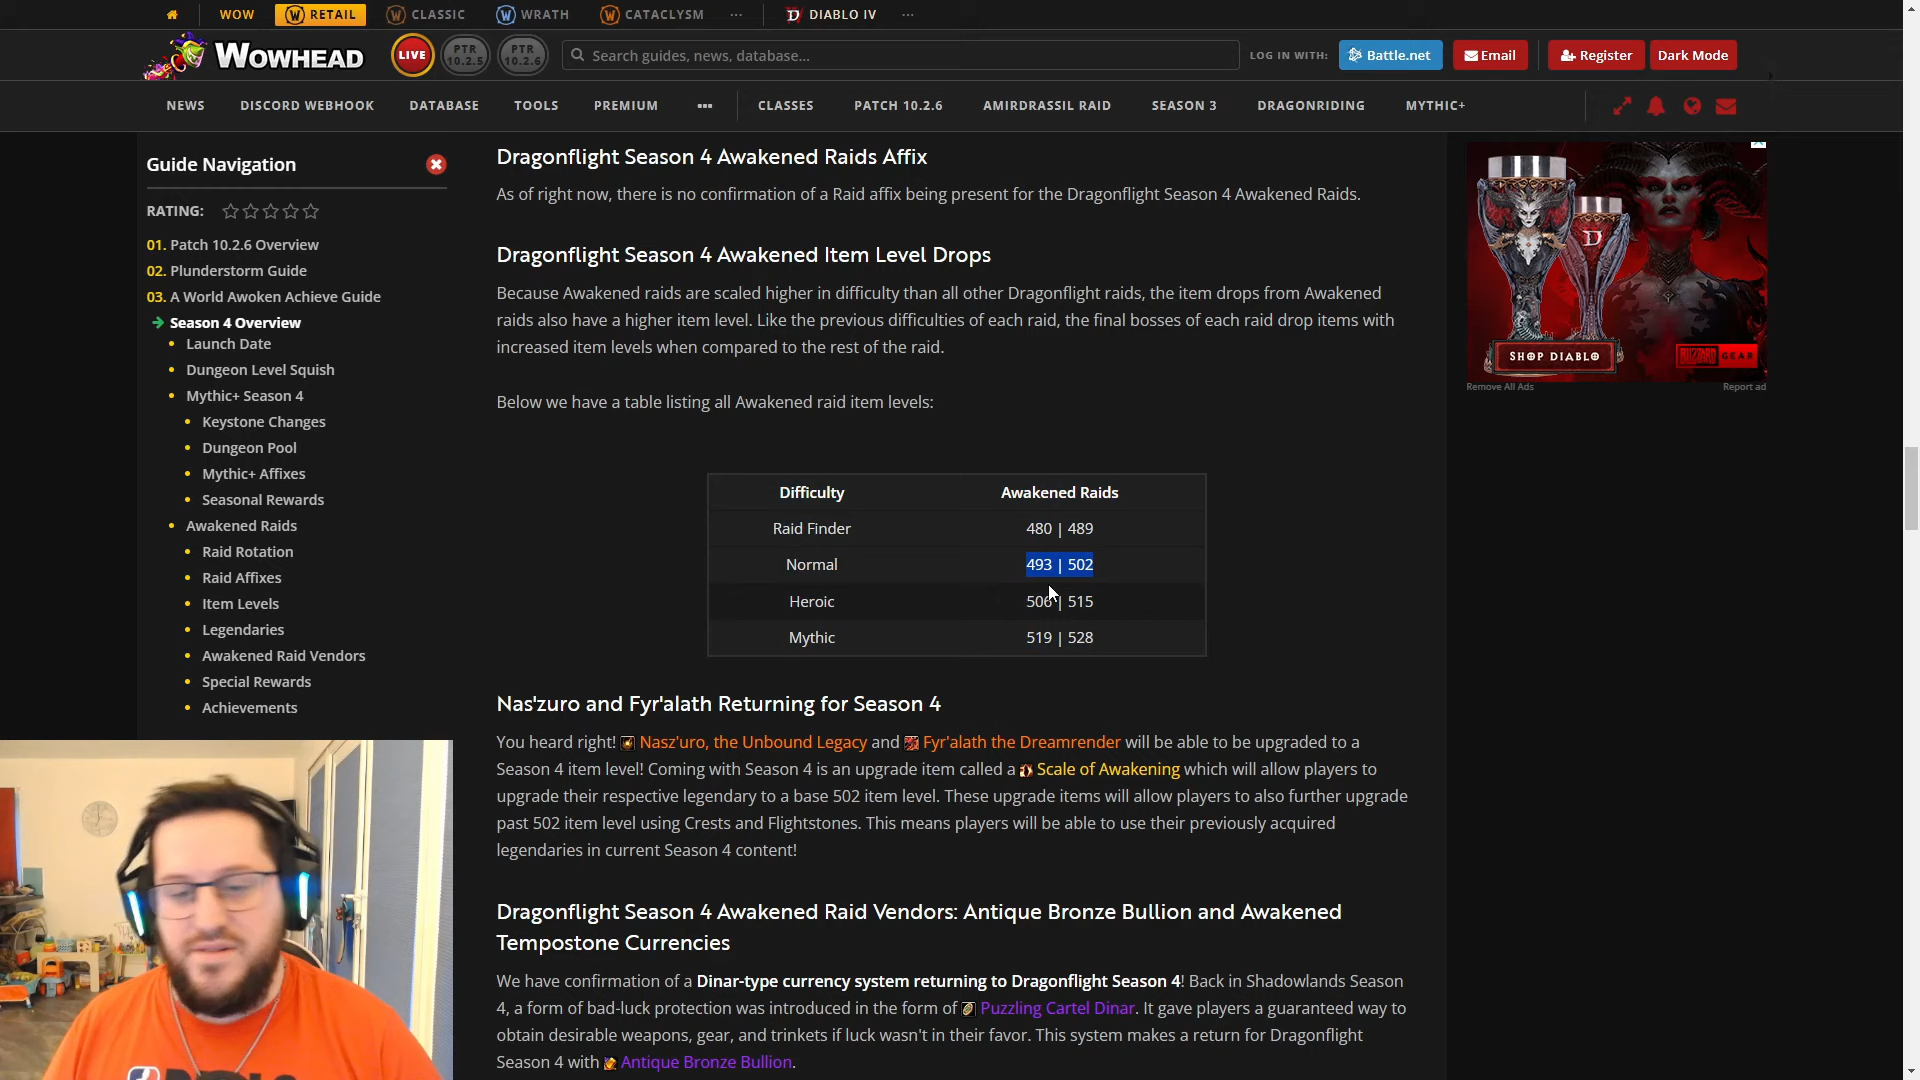 WOW
RETAIL
CLASSIC
WRATH
CATACLYSM
DIABLO IV
WOWHEAD
LIVE
PTR
10.2.5
PTR
10.2.6
Search guides, news, database...
LOG IN WITH:
Battle.net
Email
Register
Dark Mode
NEWS
DISCORD WEBHOOK
DATABASE
TOOLS
PREMIUM
CLASSES
PATCH 10.2.6
AMIRDRASSIL RAID
SEASON 3
DRAGONRIDING
MYTHIC+
Guide Navigation
RATING:
01. Patch 10.2.6 Overview
02. Plunderstorm Guide
03. A World Awoken Achieve Guide
Season 4 Overview
Launch Date
Dungeon Level Squish
Mythic+ Season 4
Keystone Changes
Dungeon Pool
Mythic+ Affixes
Seasonal Rewards
Awakened Raids
Raid Rotation
Raid Affixes
Item Levels
Legendaries
Awakened Raid Vendors
Special Rewards
Achievements
Dragonflight Season 4 Awakened Raids Affix
As of right now, there is no confirmation of a Raid affix being present for the Dragonflight Season 4 Awakened Raids.
Dragonflight Season 4 Awakened Item Level Drops
Because Awakened raids are scaled higher in difficulty than all other Dragonflight raids, the item drops from Awakened
raids also have a higher item level. Like the previous difficulties of each raid, the final bosses of each raid drop items with
increased item levels when compared to the rest of the raid.
Below we have a table listing all Awakened raid item levels:
Difficulty Awakened Raids
Raid Finder 480 | 489
Normal 493 | 502
Heroic 506 | 515
Mythic 519 | 528
Nas'zuro and Fyr'alath Returning for Season 4
You heard right! Nasz'uro, the Unbound Legacy and Fyr'alath the Dreamrender will be able to be upgraded to a
Season 4 item level! Coming with Season 4 is an upgrade item called a Scale of Awakening which will allow players to
upgrade their respective legendary to a base 502 item level. These upgrade items will allow players to also further upgrade
past 502 item level using Crests and Flightstones. This means players will be able to use their previously acquired
legendaries in current Season 4 content!
Dragonflight Season 4 Awakened Raid Vendors: Antique Bronze Bullion and Awakened
Tempostone Currencies
We have confirmation of a Dinar-type currency system returning to Dragonflight Season 4! Back in Shadowlands Season
4, a form of bad-luck protection was introduced in the form of Puzzling Cartel Dinar. It gave players a guaranteed way to
obtain desirable weapons, gear, and trinkets if luck wasn't in their favor. This system makes a return for Dragonflight
Season 4 with Antique Bronze Bullion.
SHOP DIABLO
BLIZZARD GEAR
Remove All Ads
Report ad